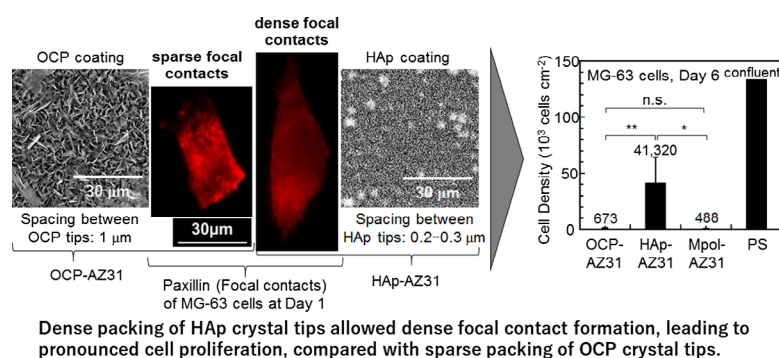 OCP coating
30 μm
Spacing between
OCP tips: 1 μm
OCP-AZ31
sparse focal
contacts
30μm
dense focal
contacts
Paxillin (Focal contacts)
of MG-63 cells at Day 1
HAp coating
30 μm
Spacing between
HAp tips: 0.2–0.3 μm
HAp-AZ31
Cell Density (10³ cells cm⁻²)
150
100
50
0
MG-63 cells, Day 6
confluent
n.s.
**
*
673
41,320
488
OCP-
AZ31
HAp-
AZ31
Mpol-
AZ31
PS
Dense packing of HAp crystal tips allowed dense focal contact formation, leading to
pronounced cell proliferation, compared with sparse packing of OCP crystal tips.